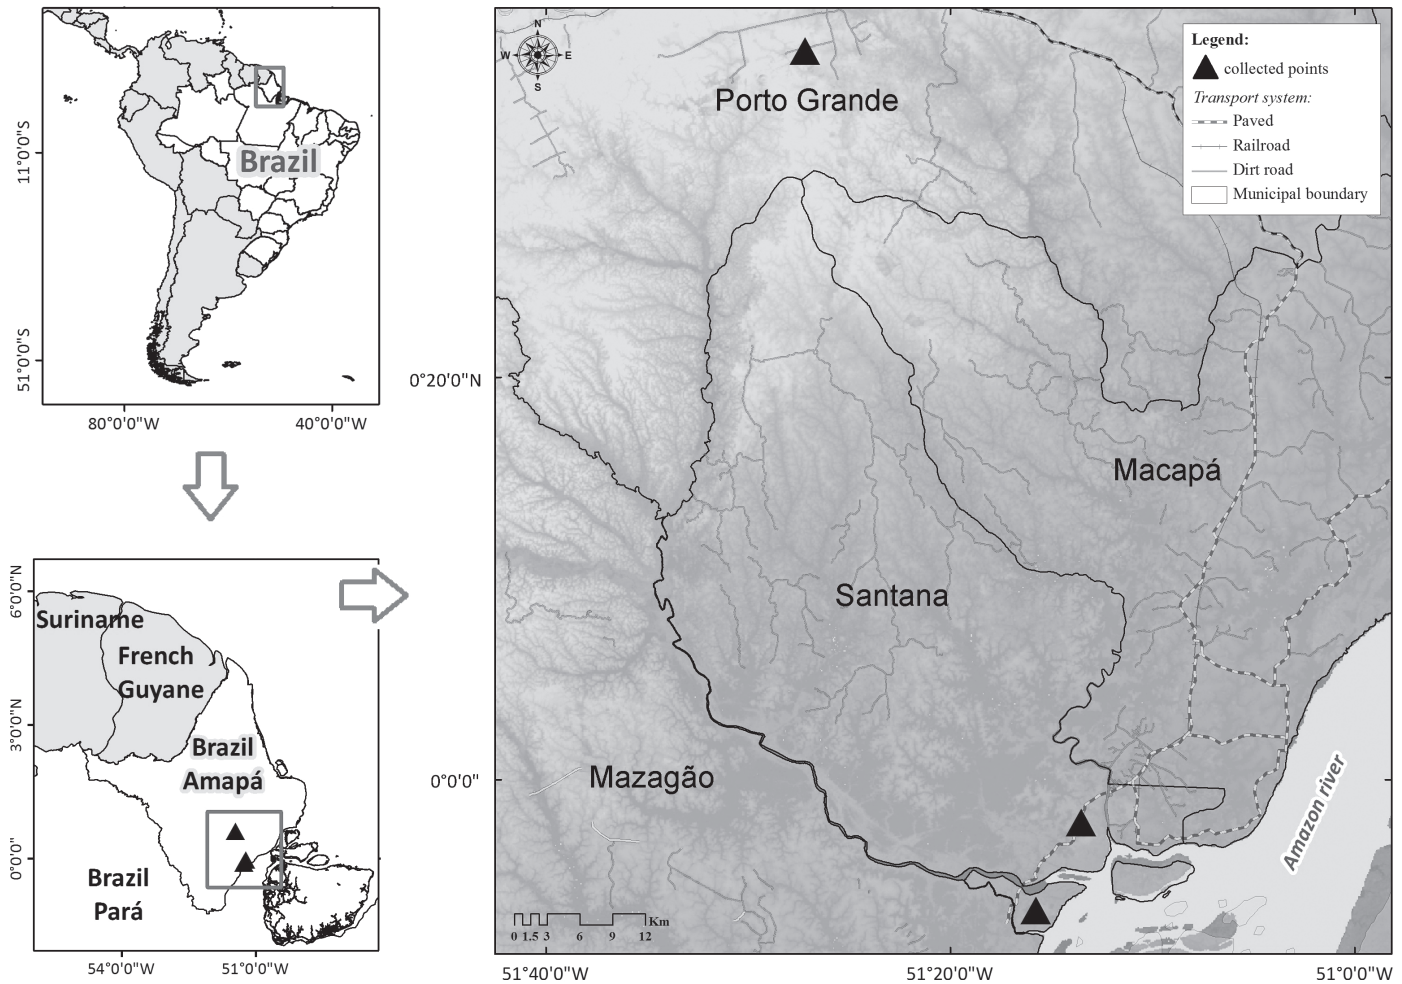 Brazil
11°0'0"S
51°0'0"S
80°0'0"W
40°0'0"W
Suriname
French
Guyane
Brazil
Amapá
Brazil
Pará
6°0'0"N
3°0'0"N
0°0'0"
54°0'0"W
51°0'0"W
N
W
E
S
Porto Grande
Macapá
Santana
Mazagão
Amazon river
Legend:
collected points
Transport system:
Paved
Railroad
Dirt road
Municipal boundary
0°20'0"N
0°0'0"
Km
0 1.5 3 6 9 12
51°40'0"W
51°20'0"W
51°0'0"W